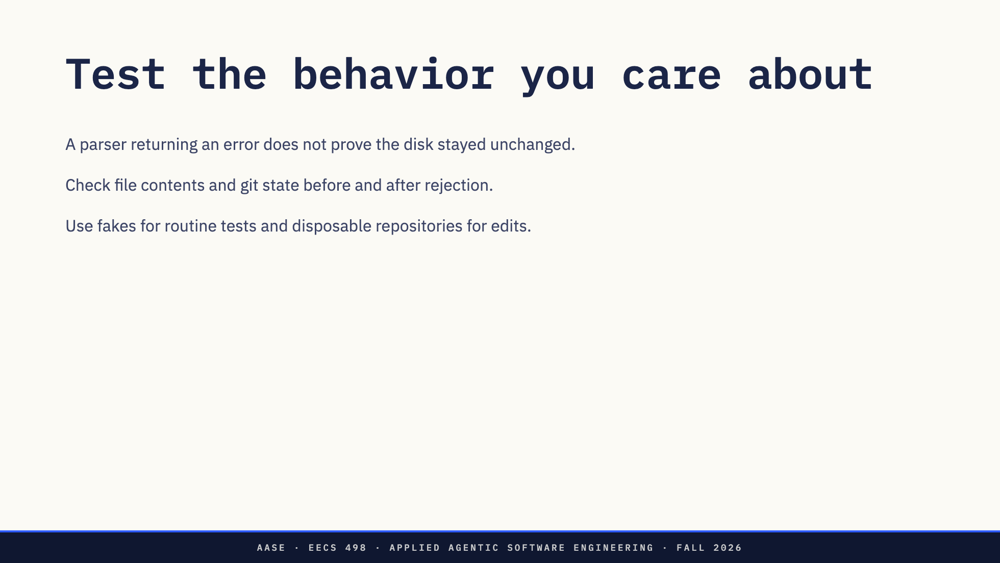 Test the behavior you care about
A parser returning an error does not prove the disk stayed unchanged.
Check file contents and git state before and after rejection.
Use fakes for routine tests and disposable repositories for edits.
AASE · EECS 498 · APPLIED AGENTIC SOFTWARE ENGINEERING · FALL 2026